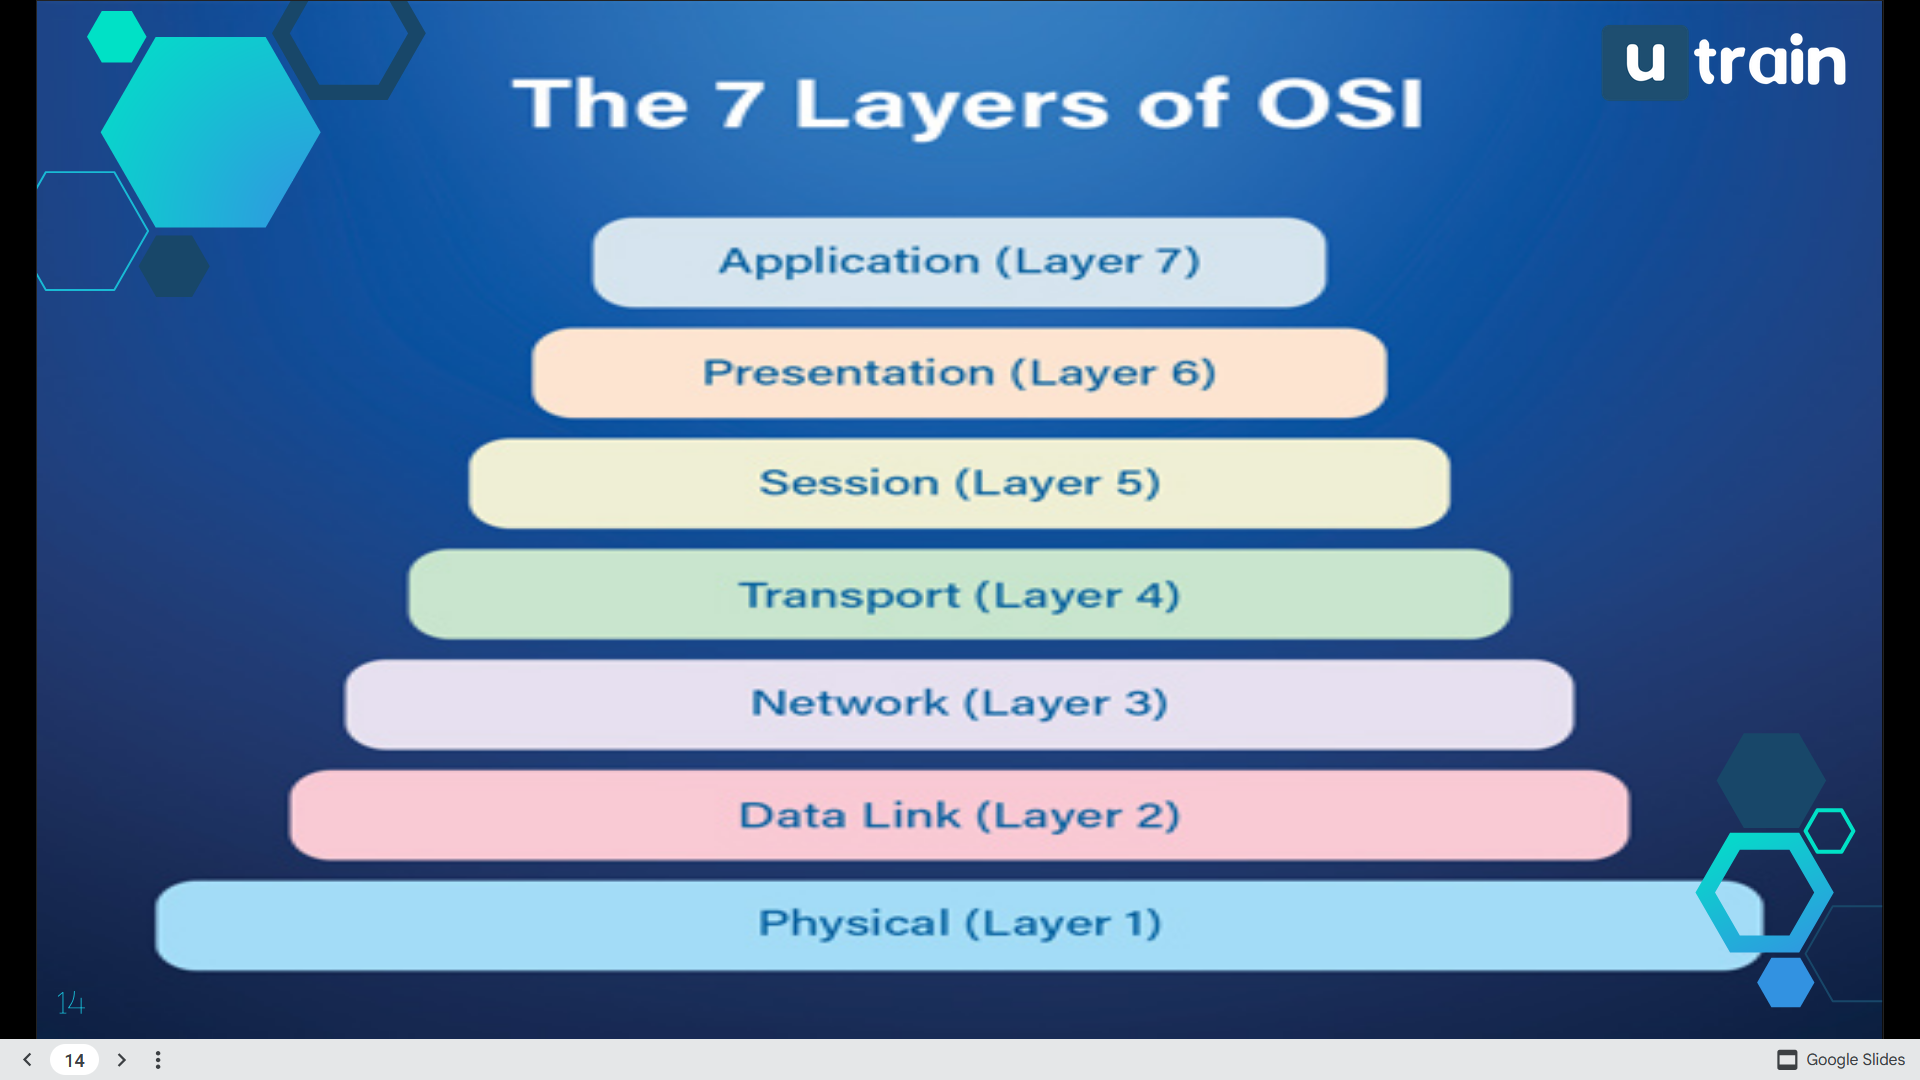 u train
The 7 Layers of OSI
Application (Layer 7)
Presentation (Layer 6)
Session (Layer 5)
Transport (Layer 4)
Network (Layer 3)
Data Link (Layer 2)
Physical (Layer 1)
14
14
Google Slides